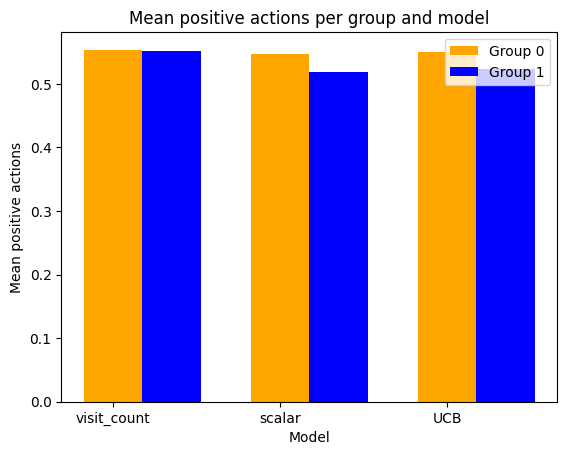 Mean positive actions per group and model
Group 0
Group 1
Mean positive actions
0.5
0.4
0.3
0.2
0.1
0.0
visit_count
scalar
UCB
Model